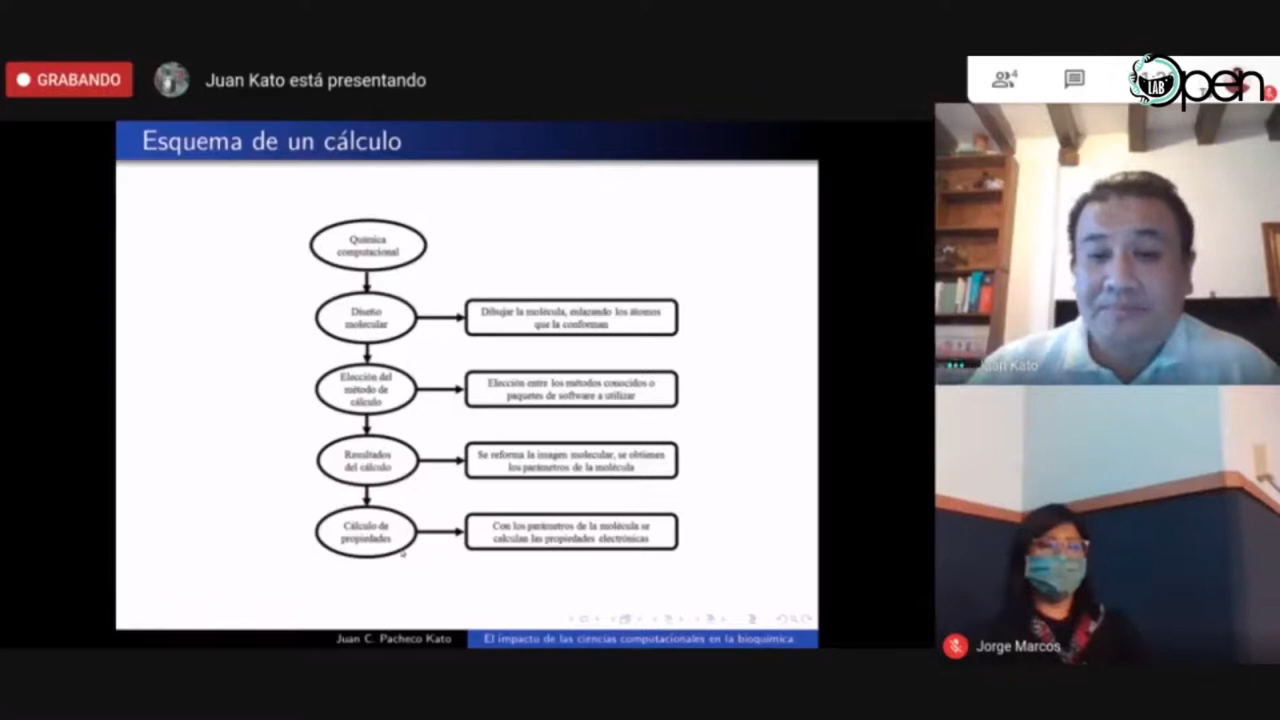 GRABANDO
Juan Kato está presentando
4
Open
LAB
Esquema de un cálculo
Química
computacional
Diseño
molecular
Dibujar la molécula, enlazando los átomos
que la conforman
Elección del
método de
cálculo
Elección entre los métodos conocidos o
paquetes de software a utilizar
Resultados
del cálculo
Se reforma la imagen molecular, se obtienen
los parámetros de la molécula
Cálculo de
propiedades
Con los parámetros de la molécula se
calculan las propiedades electrónicas
Juan C. Pacheco Kato
El impacto de las ciencias computacionales en la bioquímica
Juan Kato
Jorge Marcos